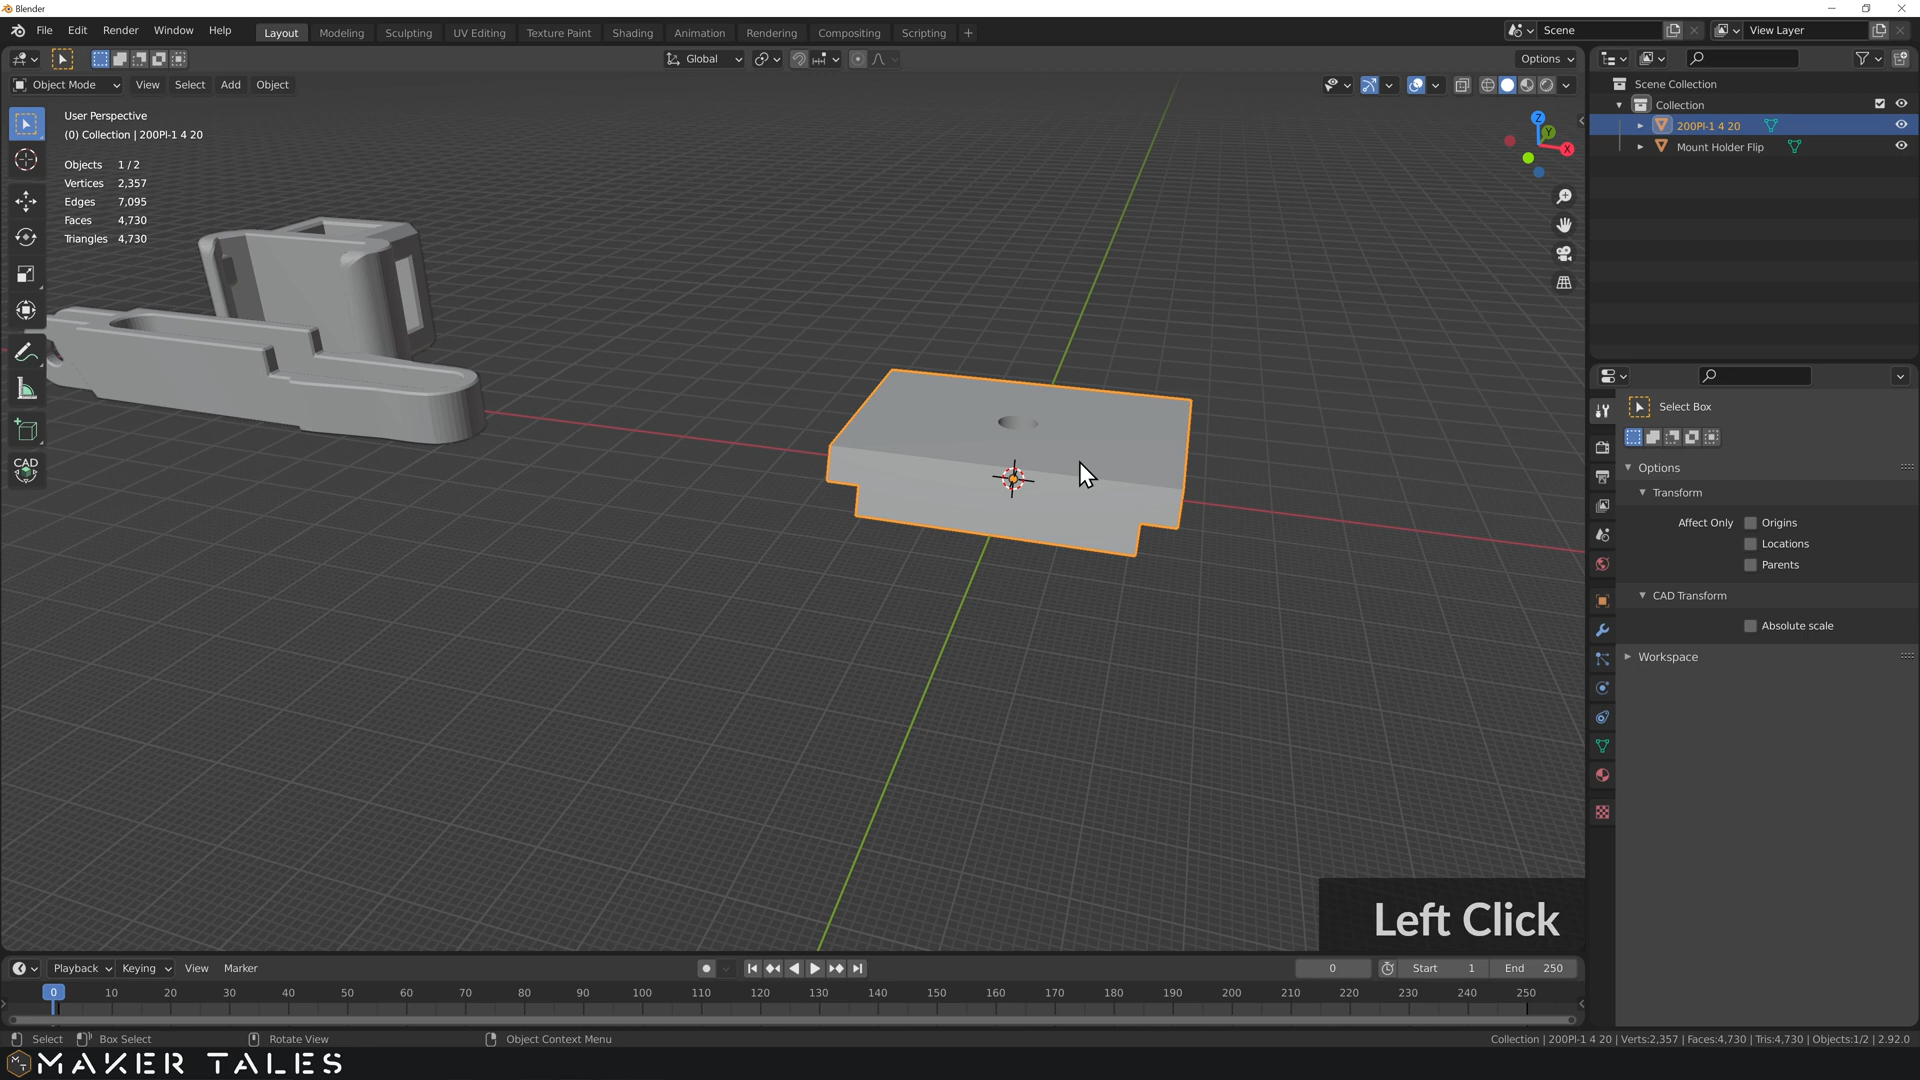 Blender
File Edit Render Window Help
Layout Modeling Sculpting UV Editing Texture Paint Shading Animation Rendering Compositing Scripting +
Scene
View Layer
Global
Options
Object Mode View Select Add Object
User Perspective
(0) Collection | 200Pl-1 4 20
Objects 1 / 2
Vertices 2,357
Edges 7,095
Faces 4,730
Triangles 4,730
CAD
Z
Y
X
Scene Collection
Collection
200Pl-1 4 20
Mount Holder Flip
Select Box
Options
Transform
Affect Only Origins
Locations
Parents
CAD Transform
Absolute scale
Workspace
Left Click
Playback Keying View Marker
0 Start 1 End 250
0 10 20 30 40 50 60 70 80 90 100 110 120 130 140 150 160 170 180 190 200 210 220 230 240 250
Select Box Select Rotate View Object Context Menu
Collection | 200Pl-1 4 20 | Verts:2,357 | Faces:4,730 | Tris:4,730 | Objects:1/2 | 2.92.0
MAKER TALES